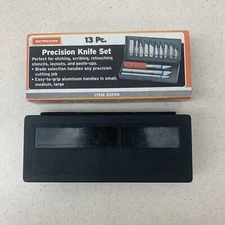 GORDON
13 Pc.
Precision Knife Set
Perfect for etching, scribing, retouching
stencils, layouts, and paste-ups.
• Blade selection handles any precision
cutting job
• Easy-to-grip aluminum handles in small,
medium, large